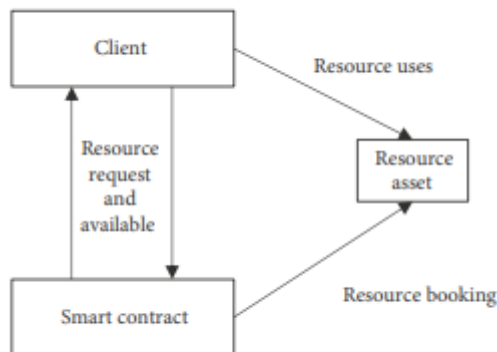 Client
Resource uses
Resource
request
and
available
Resource
asset
Resource booking
Smart contract